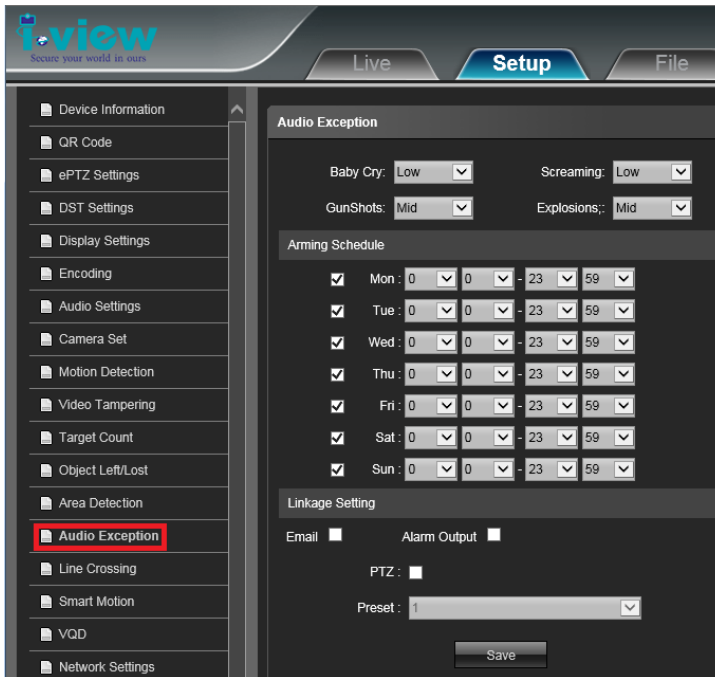 i-view
Secure your world in ours
Live Setup File
Device Information
QR Code
ePTZ Settings
DST Settings
Display Settings
Encoding
Audio Settings
Camera Set
Motion Detection
Video Tampering
Target Count
Object Left/Lost
Area Detection
Audio Exception
Line Crossing
Smart Motion
VQD
Network Settings
Audio Exception
Baby Cry: Low Screaming: Low
GunShots: Mid Explosions;: Mid
Arming Schedule
Mon : 0 0 - 23 59
Tue : 0 0 - 23 59
Wed : 0 0 - 23 59
Thu : 0 0 - 23 59
Fri : 0 0 - 23 59
Sat : 0 0 - 23 59
Sun : 0 0 - 23 59
Linkage Setting
Email Alarm Output
PTZ :
Preset : 1
Save